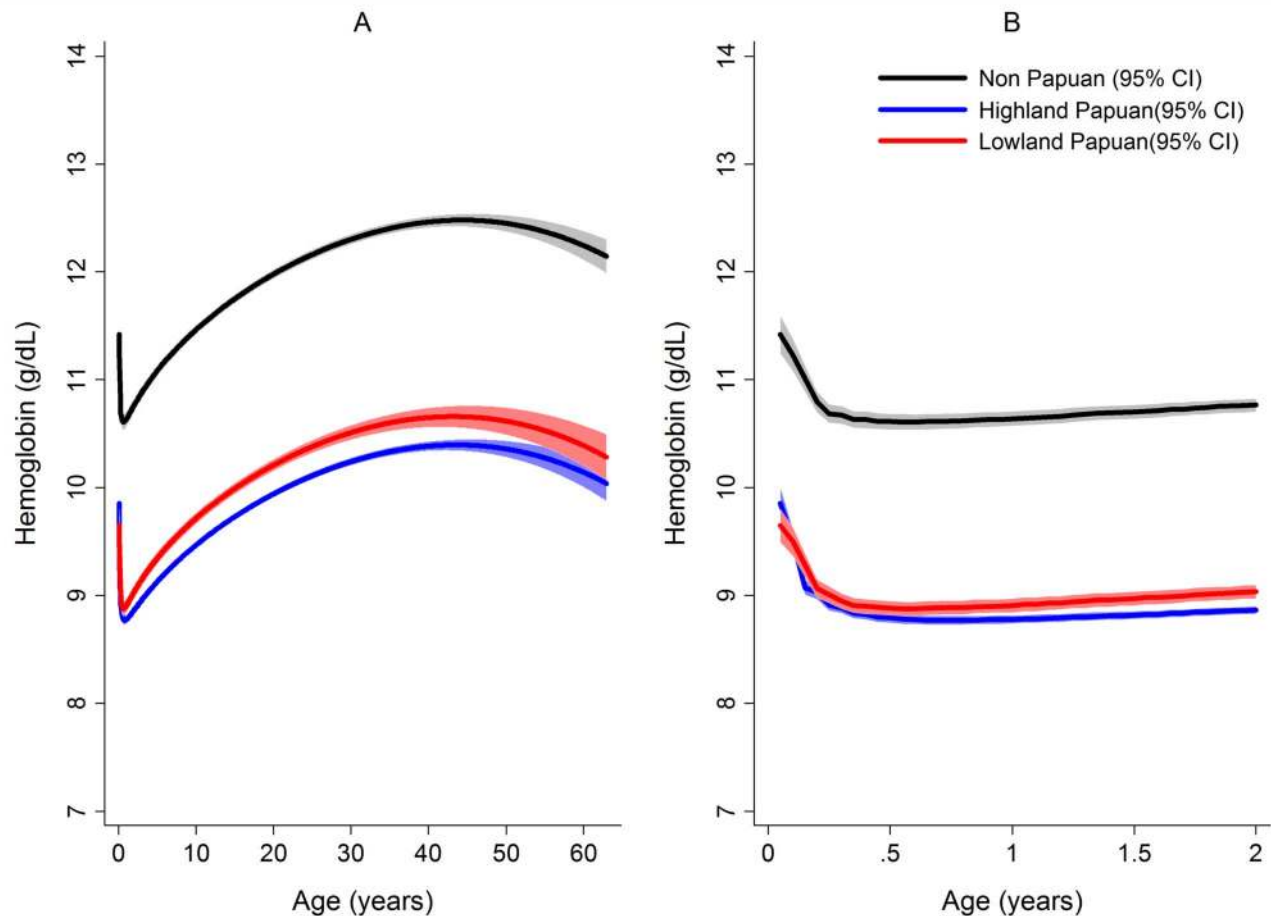 A
14
13
12
11
10
9
8
7
Hemoglobin (g/dL)
0 10 20 30 40 50 60
Age (years)
B
Non Papuan (95% CI)
Highland Papuan(95% CI)
Lowland Papuan(95% CI)
14
13
12
11
10
9
8
7
Hemoglobin (g/dL)
0 .5 1 1.5 2
Age (years)